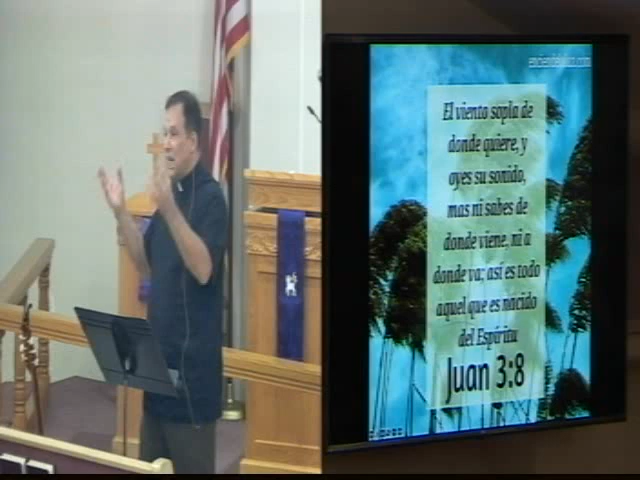 El viento sopla de
donde quiere, y
oyes su sonido,
mas ni sabes de
donde viene, ni a
donde va; así es todo
aquel que es nacido
del Espíritu
Juan 3:8